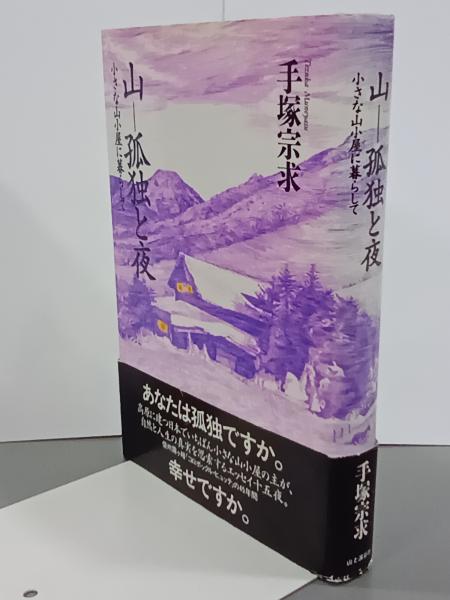 山─孤独と夜
小さな山小屋に暮らして
手塚宗求
山─孤独と夜
小さな山小屋に暮らして
あなたは孤独ですか。
高原に建つ日本でいちばん小さな山小屋の主が、
自然と人生の真実を思索するエッセイ十五夜。
幸せですか。
手塚宗求